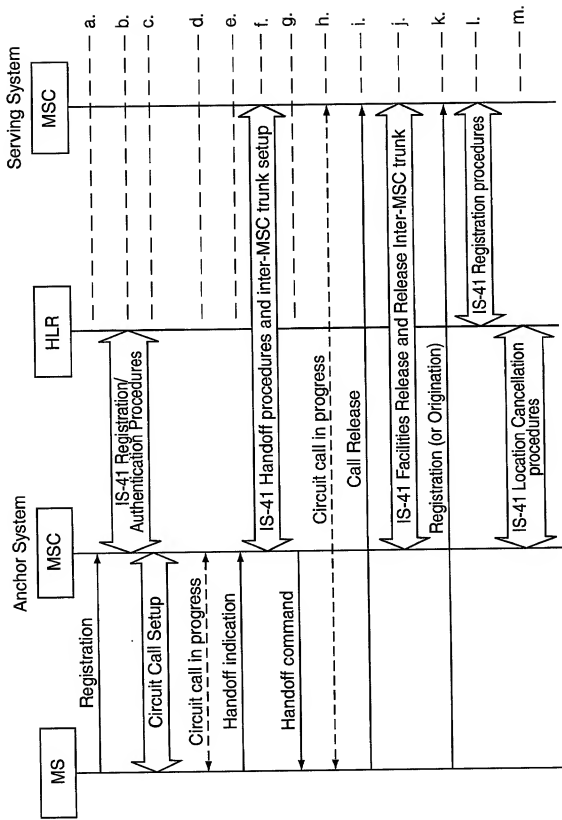 Anchor System
Serving System
MS
MSC
HLR
MSC
Registration
a.
IS-41 Registration/
Authentication Procedures
b.
Circuit Call Setup
c.
Circuit call in progress
d.
Handoff indication
e.
IS-41 Handoff procedures and inter-MSC trunk setup
f.
Handoff command
g.
Circuit call in progress
h.
Call Release
i.
IS-41 Facilities Release and Release Inter-MSC trunk
j.
Registration (or Origination)
k.
IS-41 Registration procedures
l.
IS-41 Location Cancellation
procedures
m.